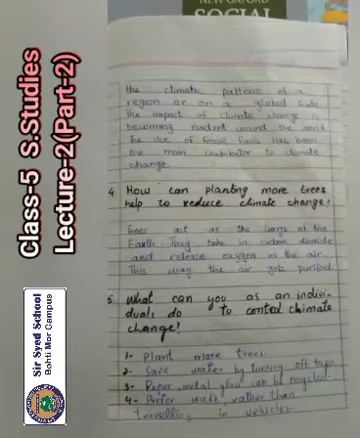 Class-5 S.Studies
Lecture-2(Part-2)
Sir Syed School
Bohti Mor Campus
NEW OXFORD
SOCIAL
the climatic patterns of a
region or on a global scale
The impact of climate change is
becoming evident around the world
The use of fossil fuels has been
the main contributor to climate
change.
4 How can planting more trees
help to reduce climate change?
Trees act as the lungs of the
Earth. They take in carbon dioxide
and release oxygen in the air
This way the air gets purified.
5. What can you as an indivi-
duals do to control climate
change?
1- Plant more trees.
2- Save water by turning off taps
3- Paper, metal glass can be recycled.
4- Prefer walk rather than
travelling in vehicles.